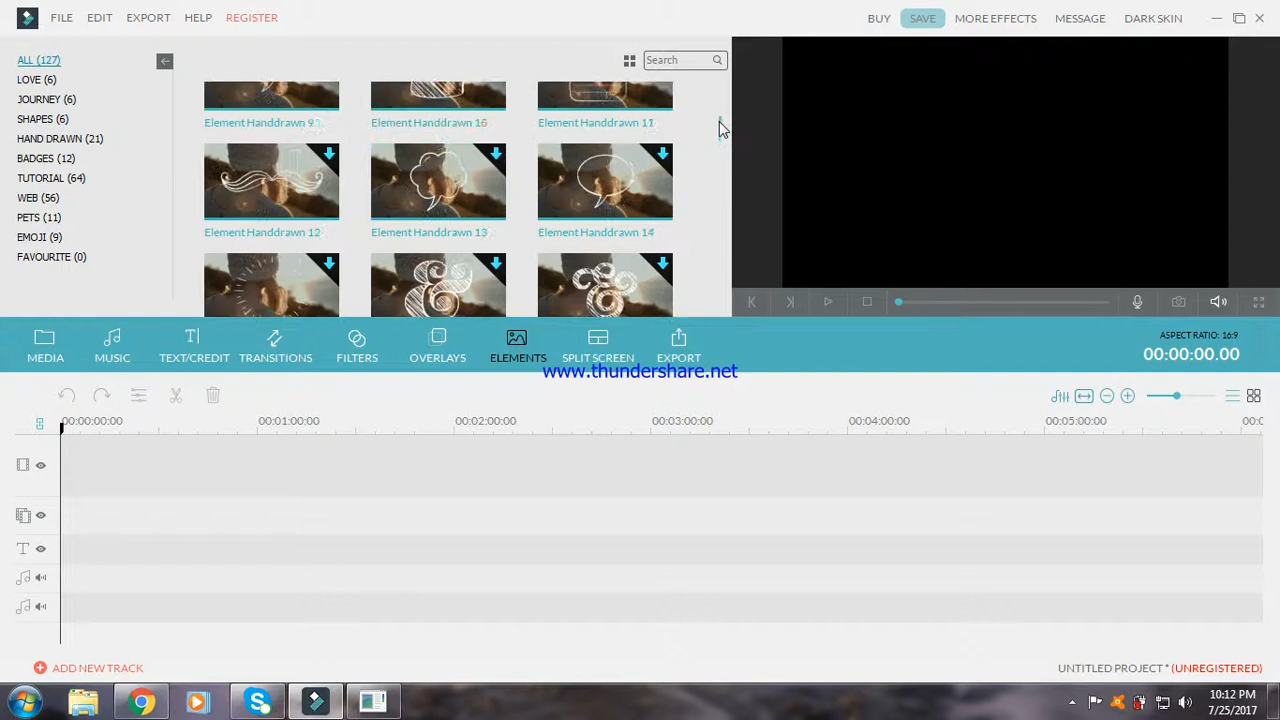 FILE EDIT EXPORT HELP REGISTER BUY SAVE MORE EFFECTS MESSAGE DARK SKIN
ALL (127)
LOVE (6)
JOURNEY (6)
SHAPES (6)
HAND DRAWN (21)
BADGES (12)
TUTORIAL (64)
WEB (56)
PETS (11)
EMOJI (9)
FAVOURITE (0)
Search
Element Handdrawn 9 Element Handdrawn 16 Element Handdrawn 11
Element Handdrawn 12 Element Handdrawn 13 Element Handdrawn 14
MEDIA MUSIC TEXT/CREDIT TRANSITIONS FILTERS OVERLAYS ELEMENTS SPLIT SCREEN EXPORT
ASPECT RATIO: 16:9
00:00:00.00
www.thundershare.net
00:00:00:00 00:01:00:00 00:02:00:00 00:03:00:00 00:04:00:00 00:05:00:00 00:0
ADD NEW TRACK
UNTITLED PROJECT * (UNREGISTERED)
10:12 PM
7/25/2017